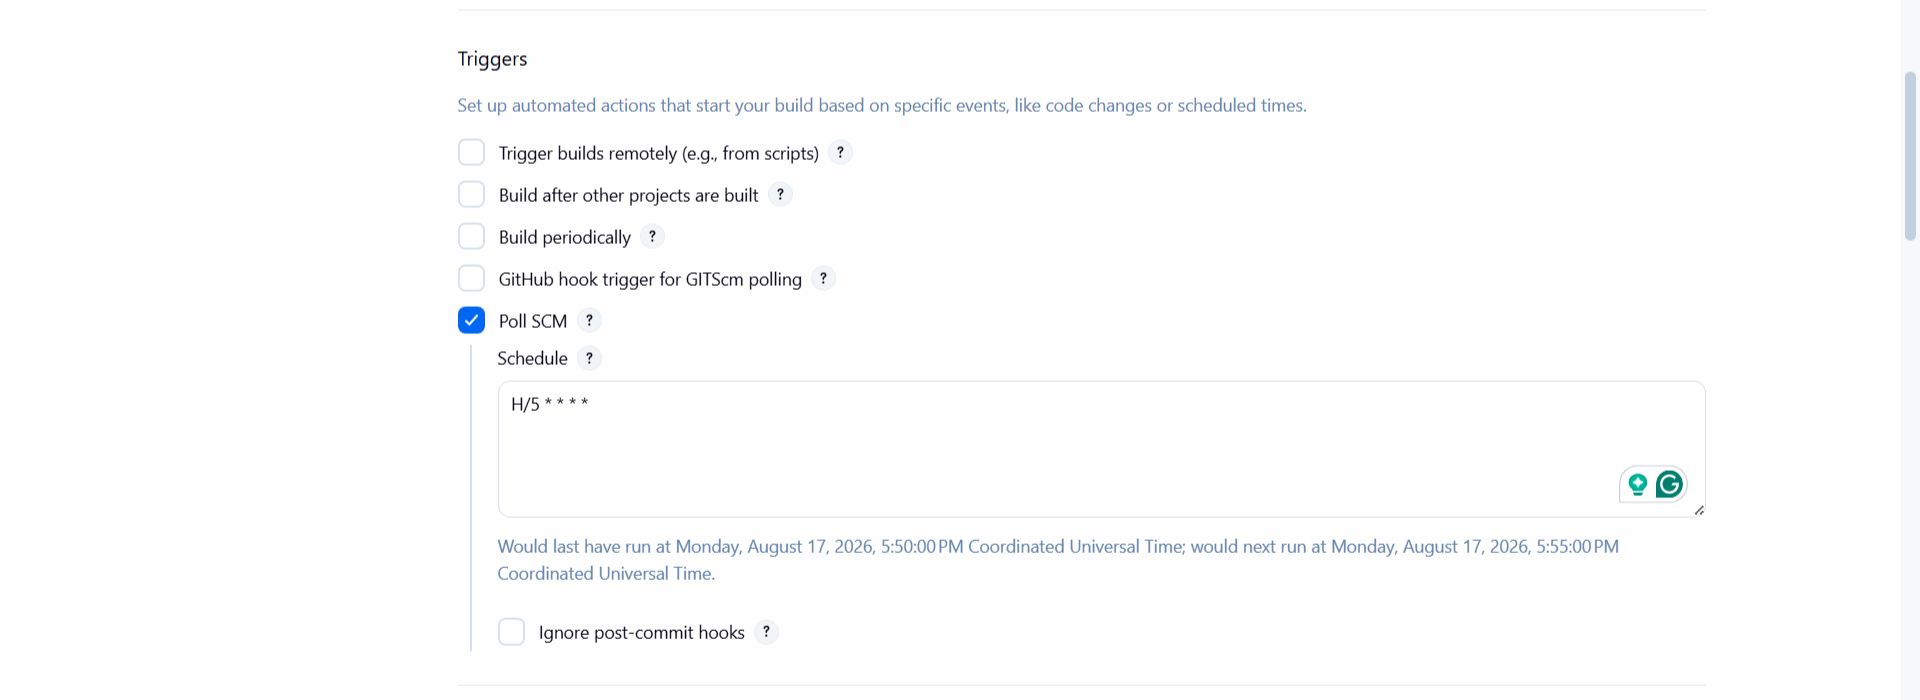 Triggers
Set up automated actions that start your build based on specific events, like code changes or scheduled times.
Trigger builds remotely (e.g., from scripts) ?
Build after other projects are built ?
Build periodically ?
GitHub hook trigger for GITScm polling ?
Poll SCM ?
Schedule ?
H/5 * * * *
Would last have run at Monday, August 17, 2026, 5:50:00 PM Coordinated Universal Time; would next run at Monday, August 17, 2026, 5:55:00 PM
Coordinated Universal Time.
Ignore post-commit hooks ?